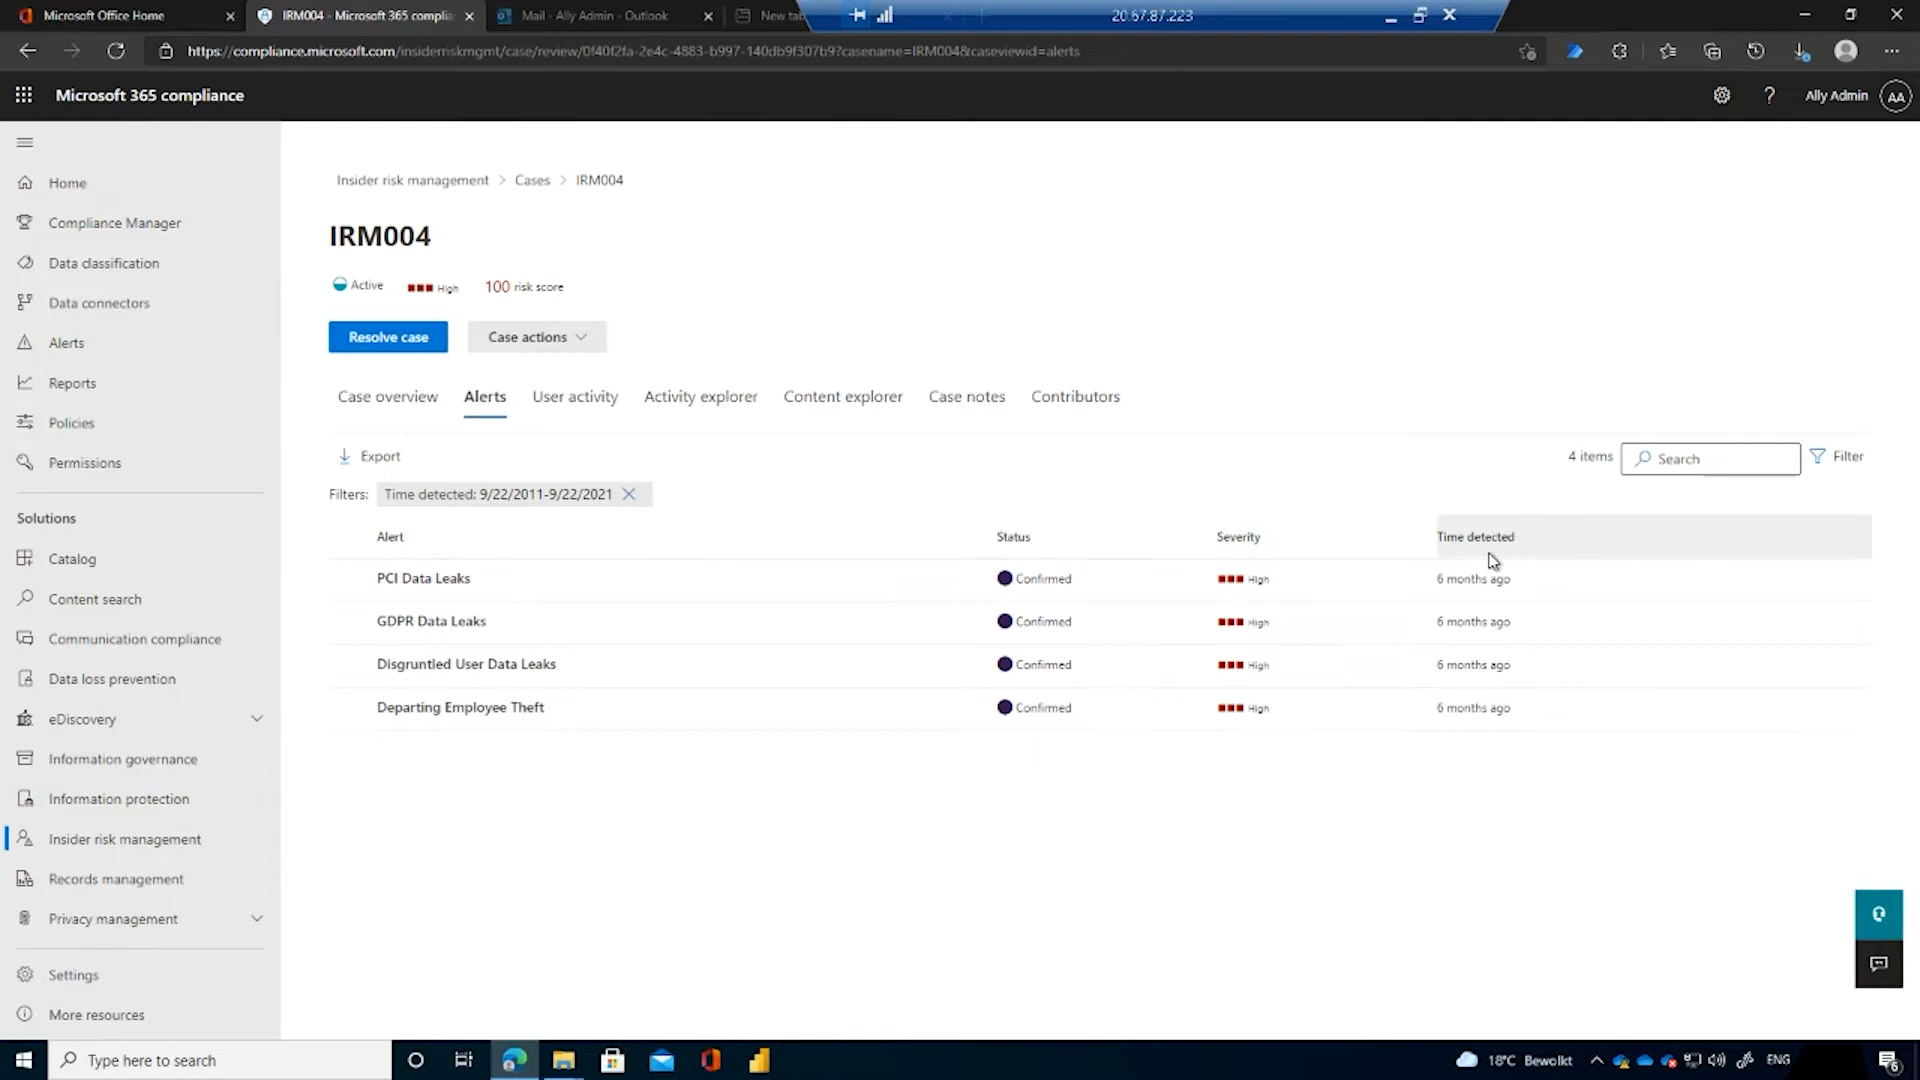 Microsoft Office Home
IRM004 - Microsoft 365 complia
Mail - Ally Admin - Outlook
New tab
20.67.87.223
https://compliance.microsoft.com/insiderriskmgmt/case/review/0f40f2fa-2e4c-4883-b997-140db9f307b9?casename=IRM004&caseviewid=alerts
Microsoft 365 compliance
?
Ally Admin
AA
Home
Compliance Manager
Data classification
Data connectors
Alerts
Reports
Policies
Permissions
Solutions
Catalog
Content search
Communication compliance
Data loss prevention
eDiscovery
Information governance
Information protection
Insider risk management
Records management
Privacy management
Settings
More resources
Insider risk management > Cases > IRM004
IRM004
Active High 100 risk score
Resolve case
Case actions
Case overview Alerts User activity Activity explorer Content explorer Case notes Contributors
Export
4 items
Search
Filter
Filters: Time detected: 9/22/2011-9/22/2021
Alert Status Severity Time detected
PCI Data Leaks Confirmed High 6 months ago
GDPR Data Leaks Confirmed High 6 months ago
Disgruntled User Data Leaks Confirmed High 6 months ago
Departing Employee Theft Confirmed High 6 months ago
Type here to search
18°C Bewolkt
ENG
6